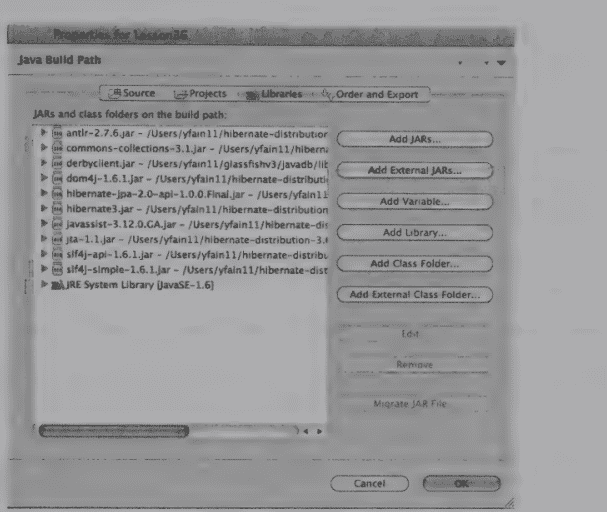 Properties for Lesson36
Java Build Path
Source Projects Libraries Order and Export
JARs and class folders on the build path:
antlr-2.7.6.jar - /Users/yfain11/hibernate-distribution
commons-collections-3.1.jar - /Users/yfain11/hiberna
derbyclient.jar - /Users/yfain11/glassfishv3/javadb/lib
dom4j-1.6.1.jar - /Users/yfain11/hibernate-distributi
hibernate-jpa-2.0-api-1.0.0.Final.jar - /Users/yfain11
hibernate3.jar - /Users/yfain11/hibernate-distribution
javassist-3.12.0.GA.jar - /Users/yfain11/hibernate-di
jta-1.1.jar - /Users/yfain11/hibernate-distribution-3.6
slf4j-api-1.6.1.jar - /Users/yfain11/hibernate-distribu
slf4j-simple-1.6.1.jar - /Users/yfain11/hibernate-dist
JRE System Library [JavaSE-1.6]
Add JARs...
Add External JARs...
Add Variable...
Add Library...
Add Class Folder...
Add External Class Folder...
Edit
Remove
Migrate JAR File
Cancel OK